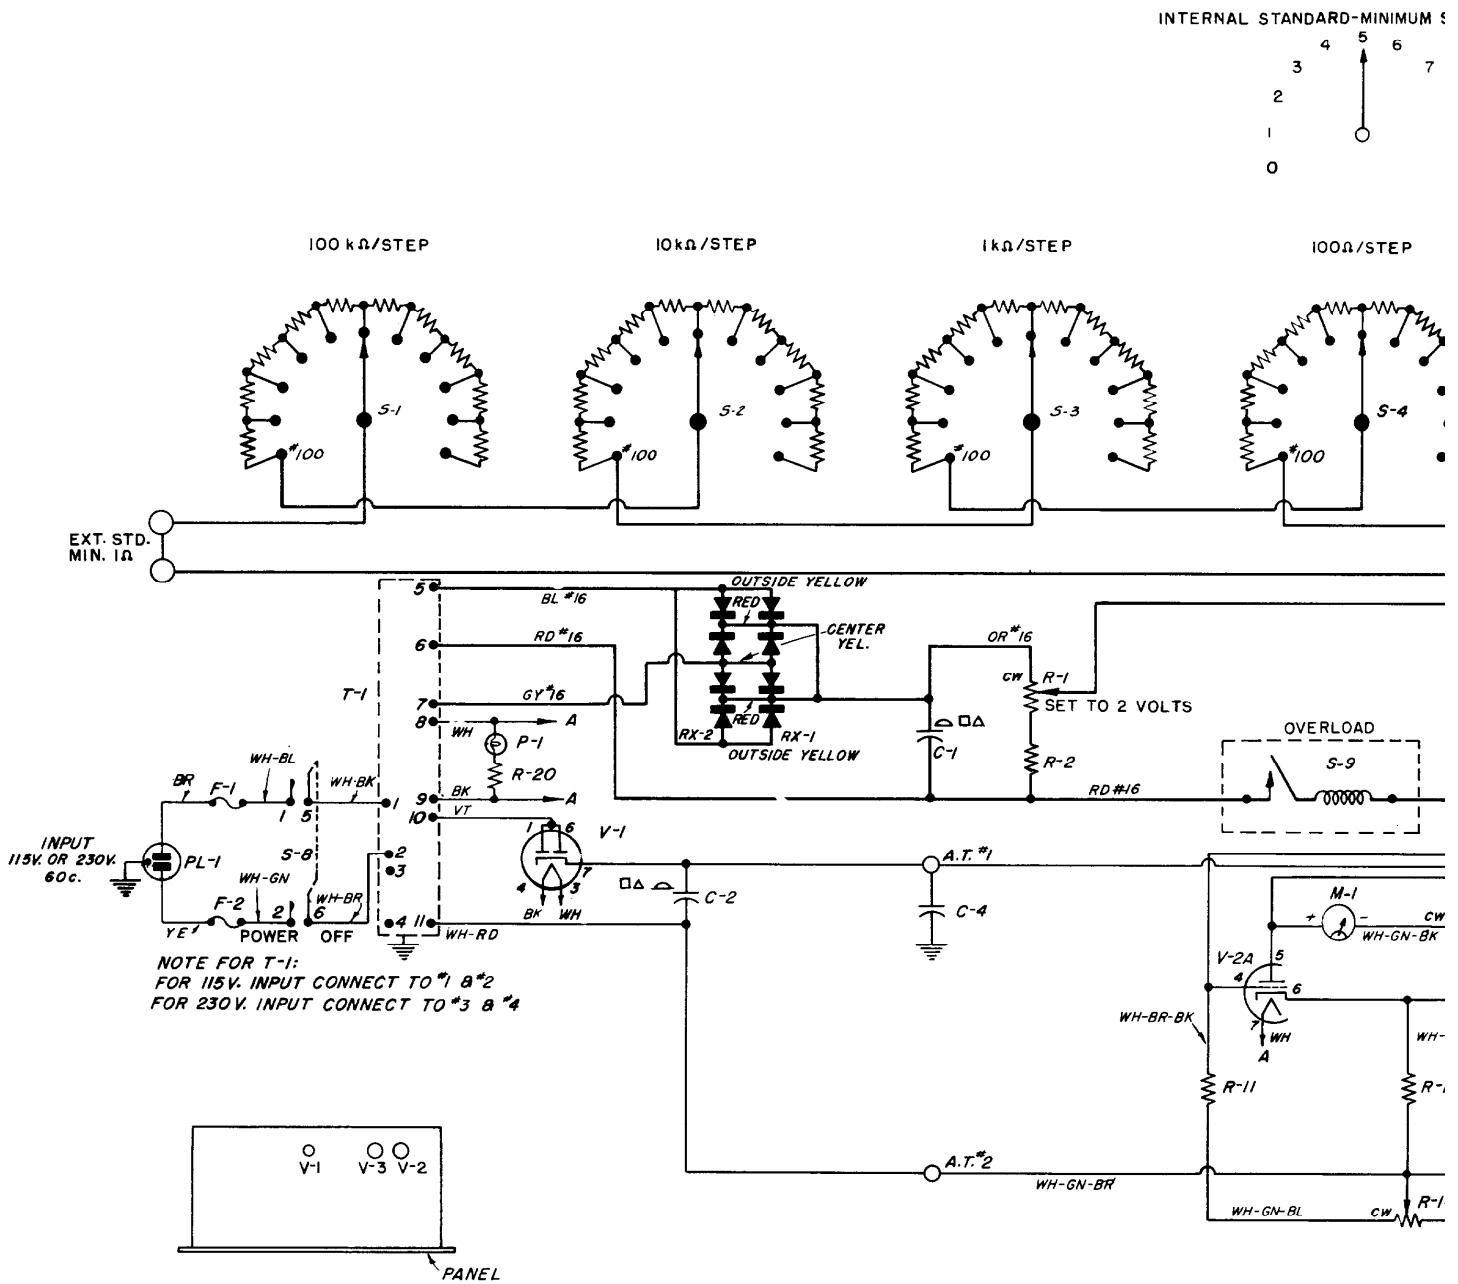 INTERNAL STANDARD-MINIMUM
4 5 6
3 7
2
1
0
100 kΩ/STEP 10kΩ/STEP 1kΩ/STEP 100Ω/STEP
S-1 S-2 S-3 S-4
#100 #100 #100 #100
EXT. STD.
MIN. 1Ω
5 BL #16
OUTSIDE YELLOW
RED
CENTER
YEL.
6 RD #16
OR #16
T-1
7 GY #16
CW R-1
SET TO 2 VOLTS
8 WH A
P-1
RED
RX-2 RX-1
OUTSIDE YELLOW
C-1
R-2
OVERLOAD
S-9
R-20
9 BK A
RD #16
10 VT
BR F-1 WH-BL WH-BK
1 5 1
INPUT
115V. OR 230V.
60c.
PL-1
S-8
2
3
1 6 V-1
4 3 7
BK WH
A.T. #1
C-2
C-4
WH-GN
WH-BR
F-2
YE
2 6
POWER OFF
4 11
WH-RD
M-1
+ -
CW
WH-GN-BK
V-2A 5
4 6
7 WH
A
NOTE FOR T-1:
FOR 115V. INPUT CONNECT TO #1 & #2
FOR 230V. INPUT CONNECT TO #3 & #4
WH-BR-BK
WH-
R-11
R-1
V-1 V-3 V-2
PANEL
A.T. #2
WH-GN-BR
WH-GN-BL
CW
R-1